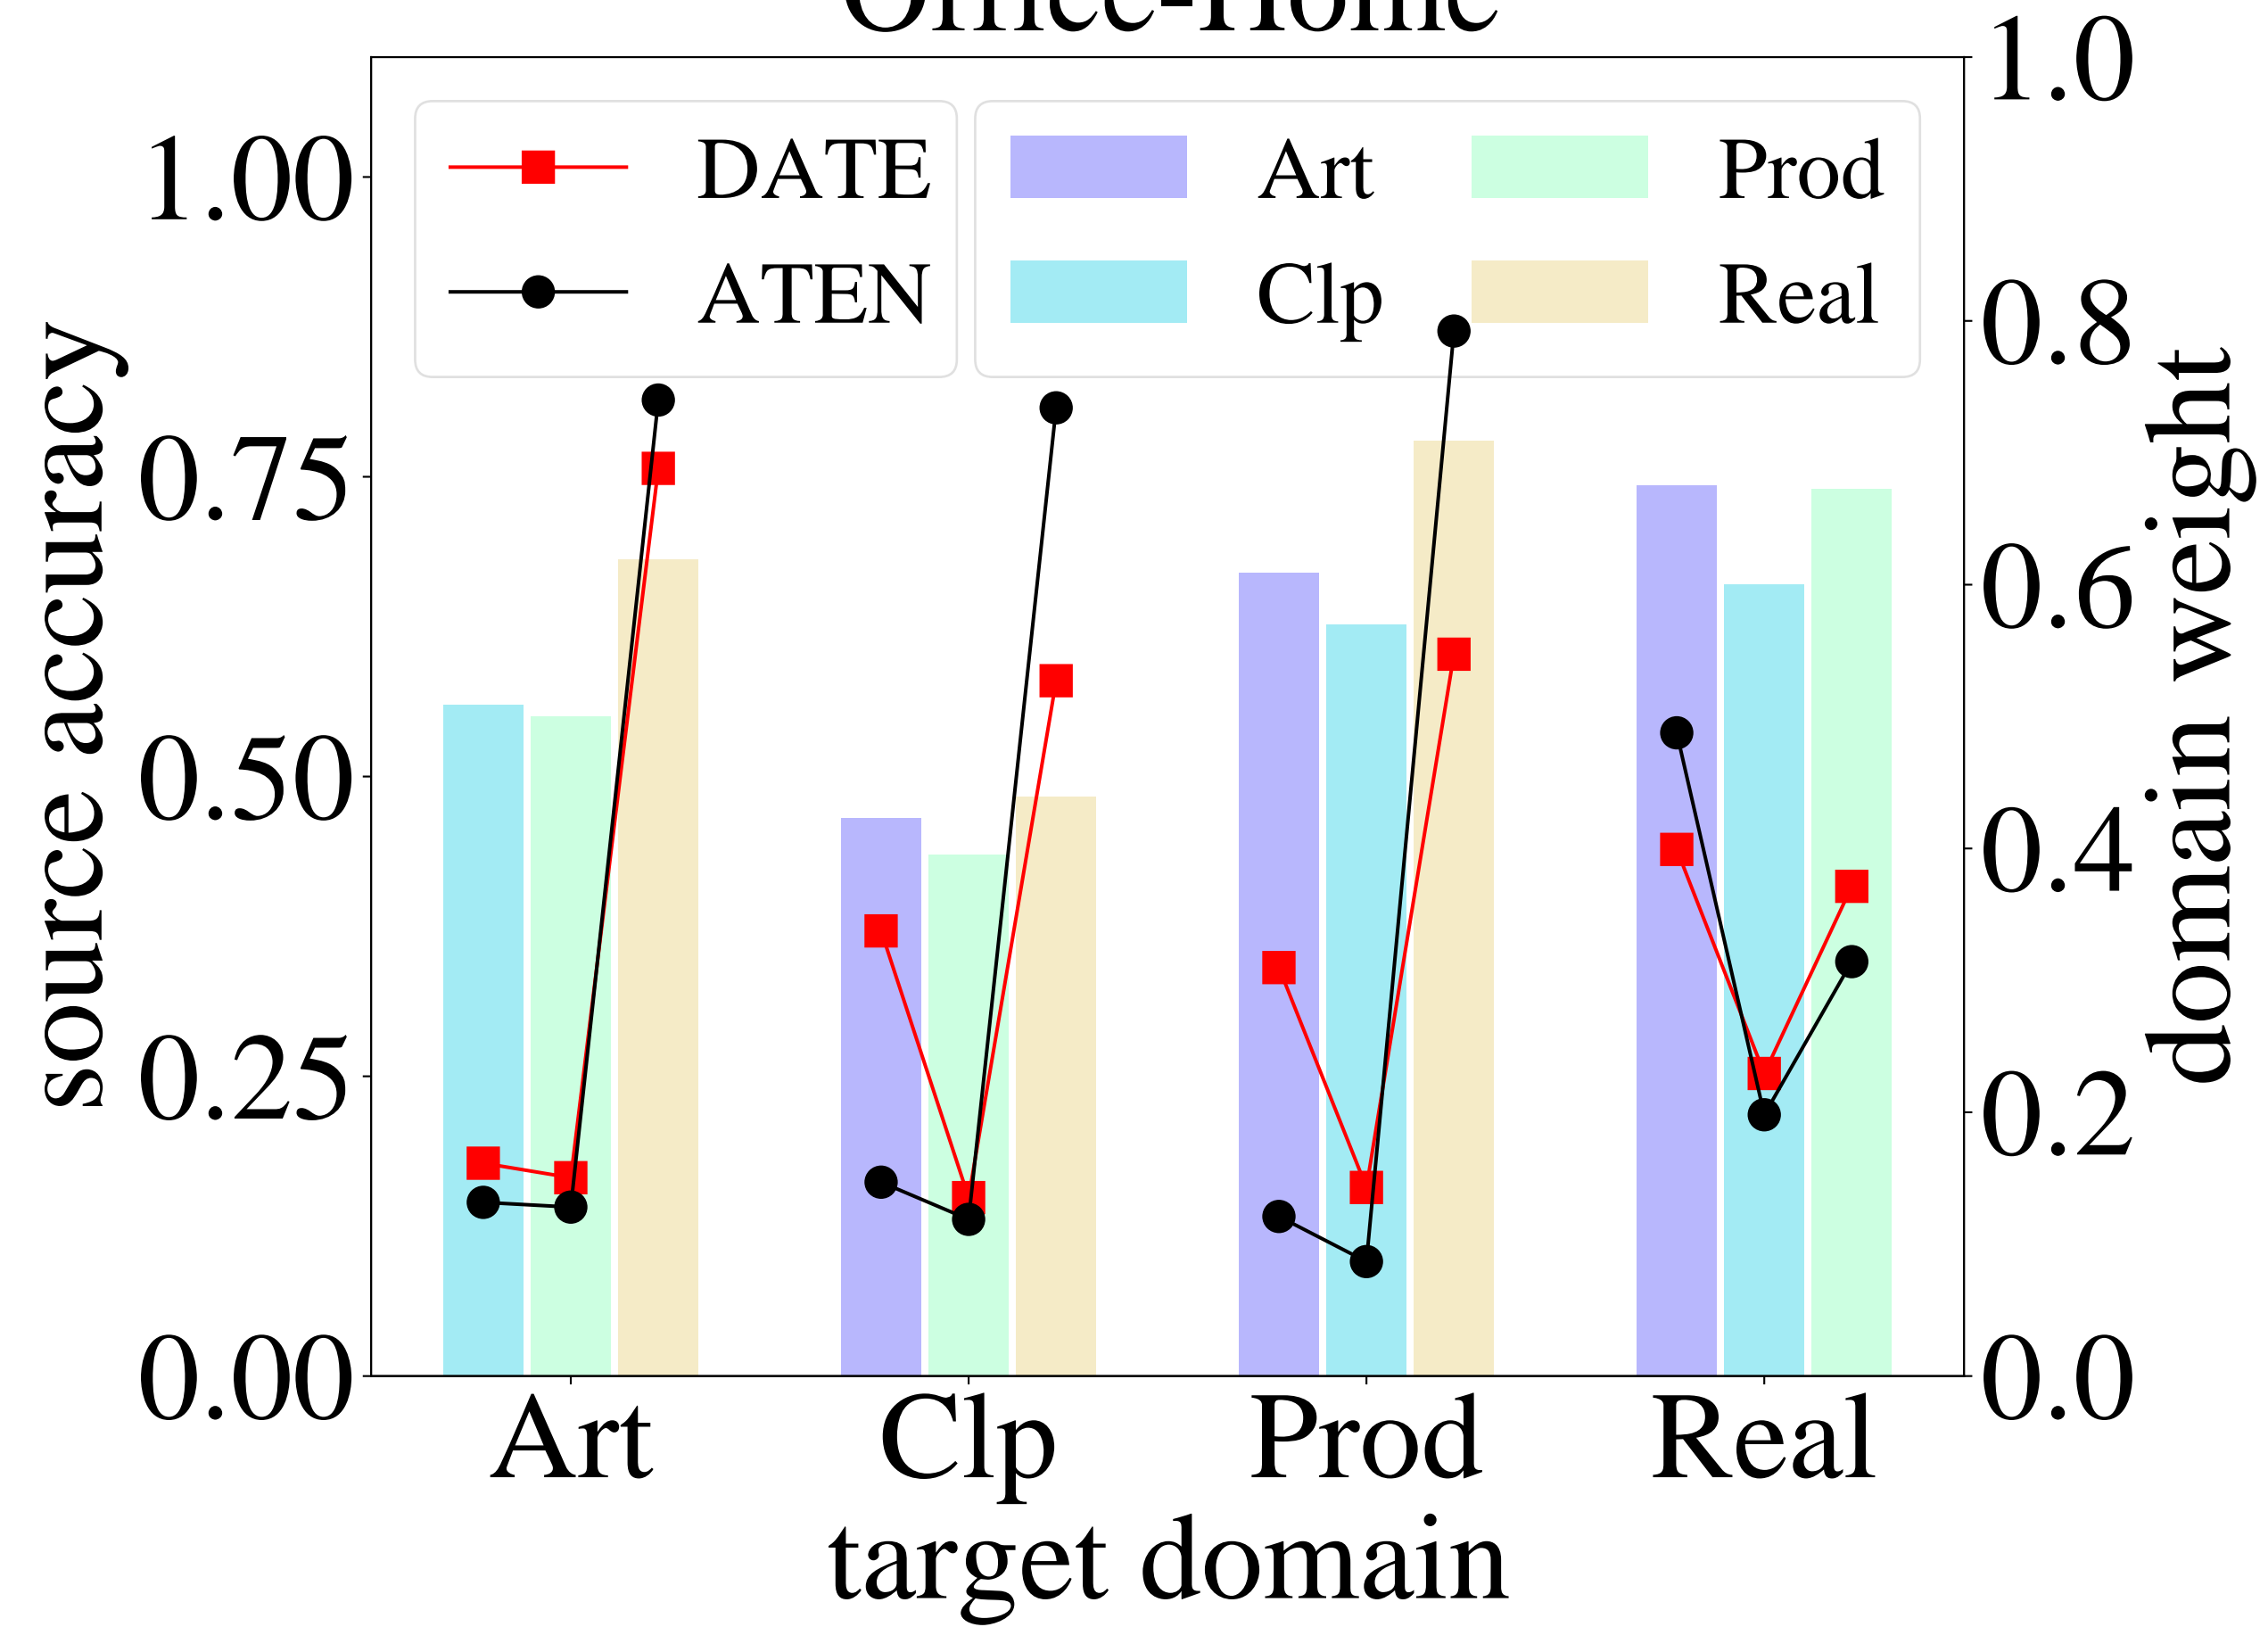 Office-Home
DATE
ATEN
Art
Clp
Prod
Real
source accuracy
1.00
0.75
0.50
0.25
0.00
1.0
0.8
0.6
0.4
0.2
0.0
domain weight
Art Clp Prod Real
target domain